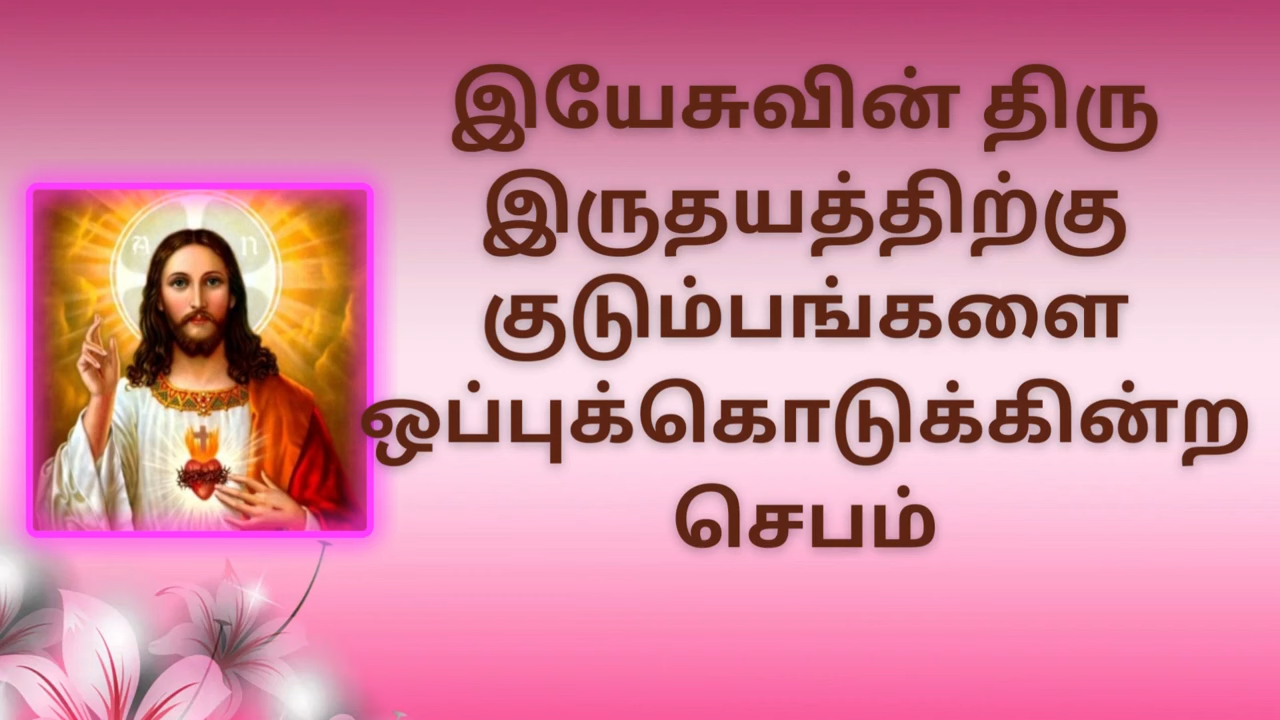 இயேசுவின் திரு
இருதயத்திற்கு
குடும்பங்களை
ஒப்புக்கொடுக்கின்ற
செபம்